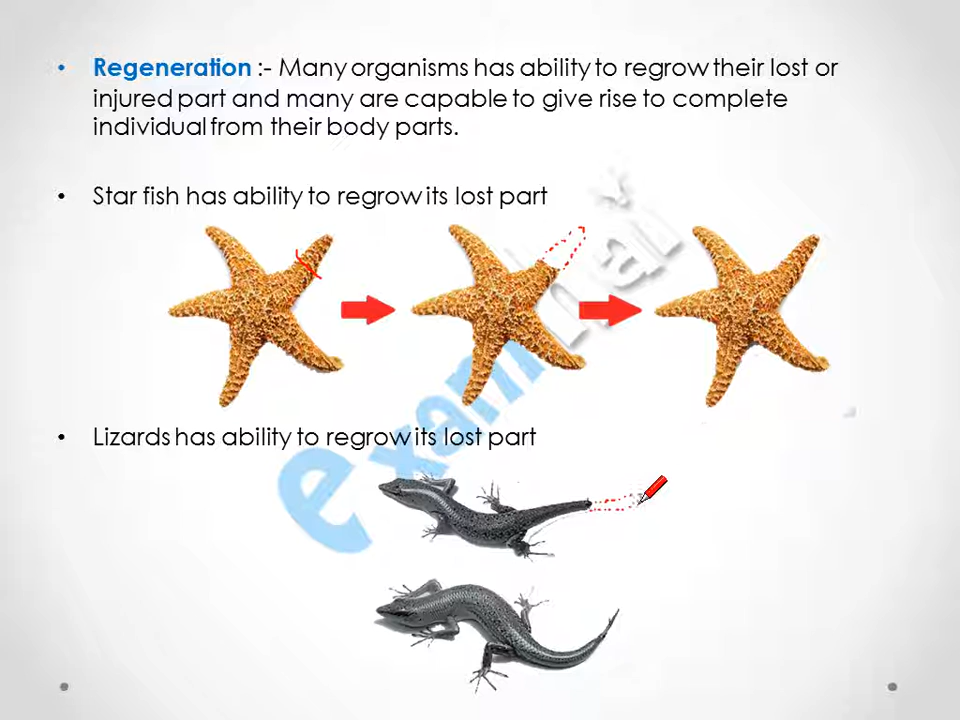 • Regeneration :- Many organisms has ability to regrow their lost or
injured part and many are capable to give rise to complete
individual from their body parts.
• Star fish has ability to regrow its lost part
• Lizards has ability to regrow its lost part